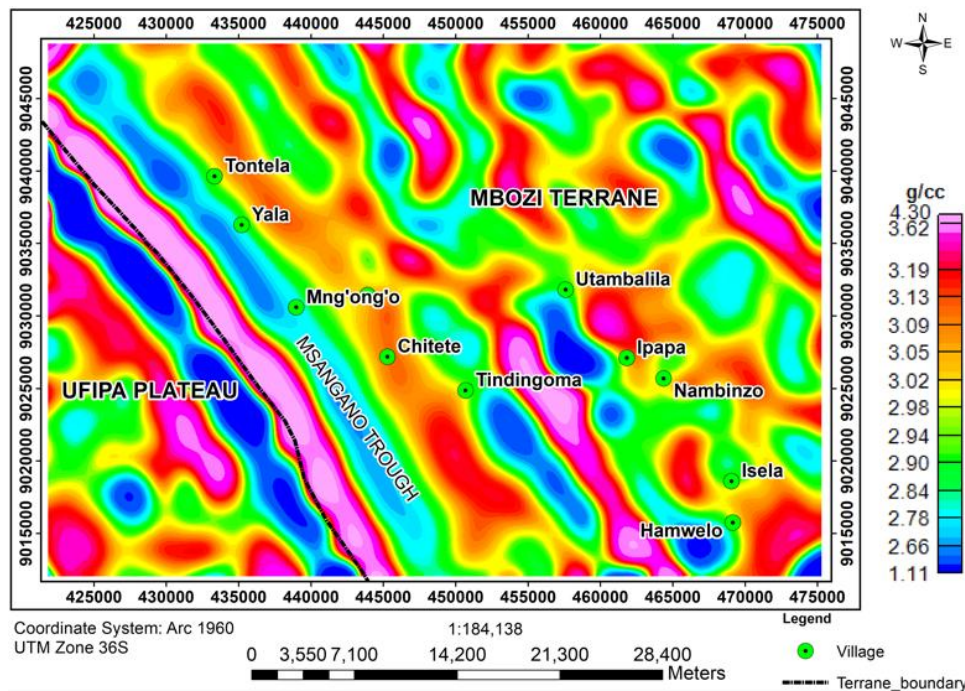 425000 430000 435000 440000 445000 450000 455000 460000 465000 470000 475000
N
W E
S
9045000
9040000
9035000
9030000
9025000
9020000
9015000
Tontela
Yala
MBOZI TERRANE
Mng'ong'o
Utambalila
Chitete
Ipapa
UFIPA PLATEAU
Tindingoma
Nambinzo
MSANGANO TROUGH
Isela
Hamwelo
9045000
9040000
9035000
9030000
9025000
9020000
9015000
g/cc
4.30
3.62
3.19
3.13
3.09
3.05
3.02
2.98
2.94
2.90
2.84
2.78
2.66
1.11
425000 430000 435000 440000 445000 450000 455000 460000 465000 470000 475000
Coordinate System: Arc 1960
UTM Zone 36S
1:184,138
0 3,550 7,100 14,200 21,300 28,400
Meters
Legend
Village
Terrane_boundary